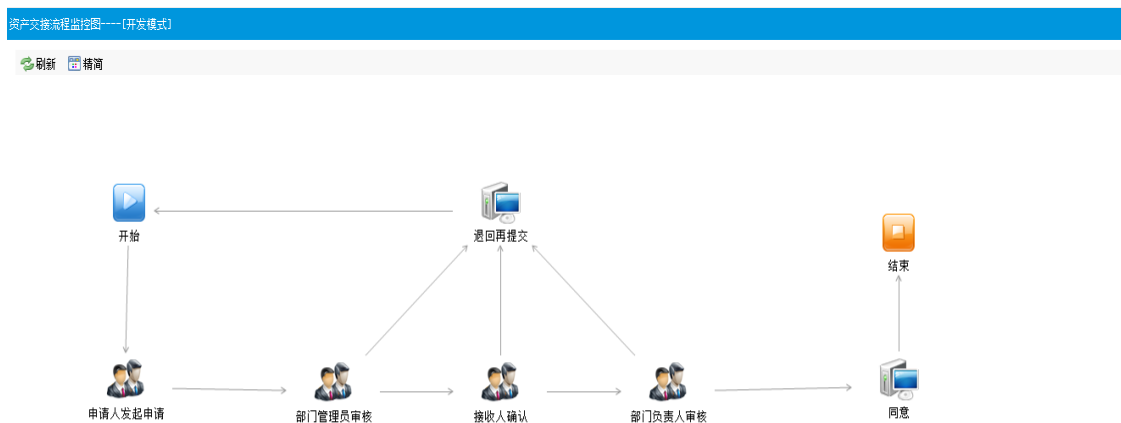 资产交接流程监控图----[开发模式]
刷新 精简
开始
退回再提交
结束
申请人发起申请
部门管理员审核
接收人确认
部门负责人审核
同意